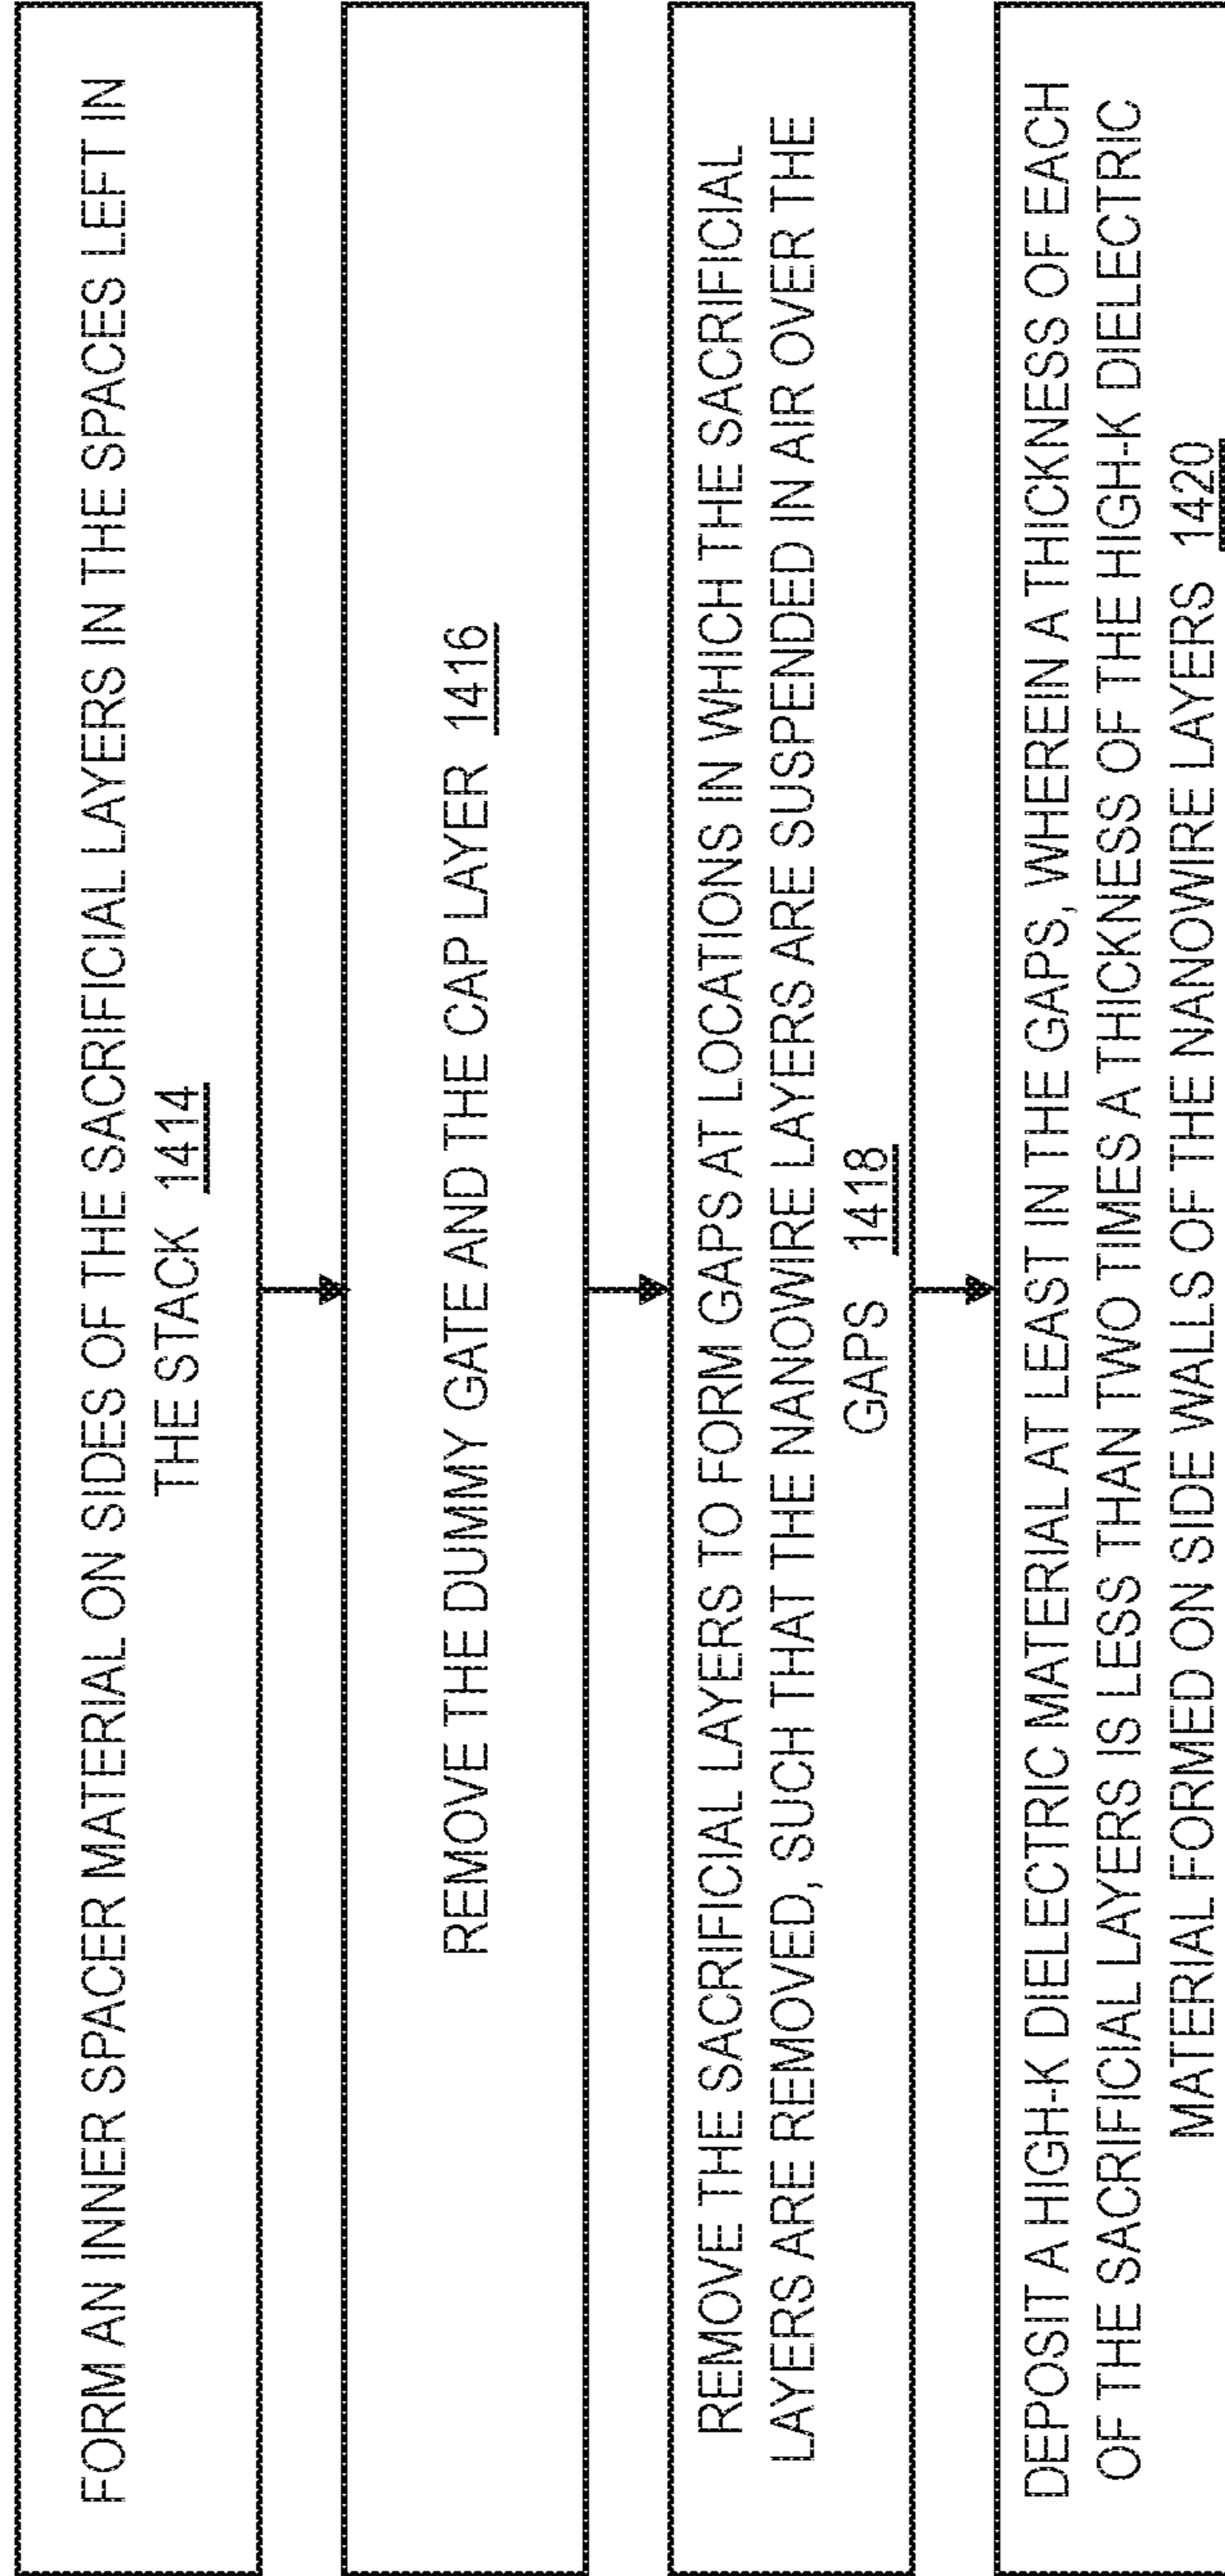 FORM AN INNER SPACER MATERIAL ON SIDES OF THE SACRIFICIAL LAYERS IN THE SPACES LEFT IN
THE STACK 1414
REMOVE THE DUMMY GATE AND THE CAP LAYER 1416
REMOVE THE SACRIFICIAL LAYERS TO FORM GAPS AT LOCATIONS IN WHICH THE SACRIFICIAL
LAYERS ARE REMOVED, SUCH THAT THE NANOWIRE LAYERS ARE SUSPENDED IN AIR OVER THE
GAPS 1418
DEPOSIT A HIGH-K DIELECTRIC MATERIAL AT LEAST IN THE GAPS, WHEREIN A THICKNESS OF EACH
OF THE SACRIFICIAL LAYERS IS LESS THAN TWO TIMES A THICKNESS OF THE HIGH-K DIELECTRIC
MATERIAL FORMED ON SIDE WALLS OF THE NANOWIRE LAYERS 1420